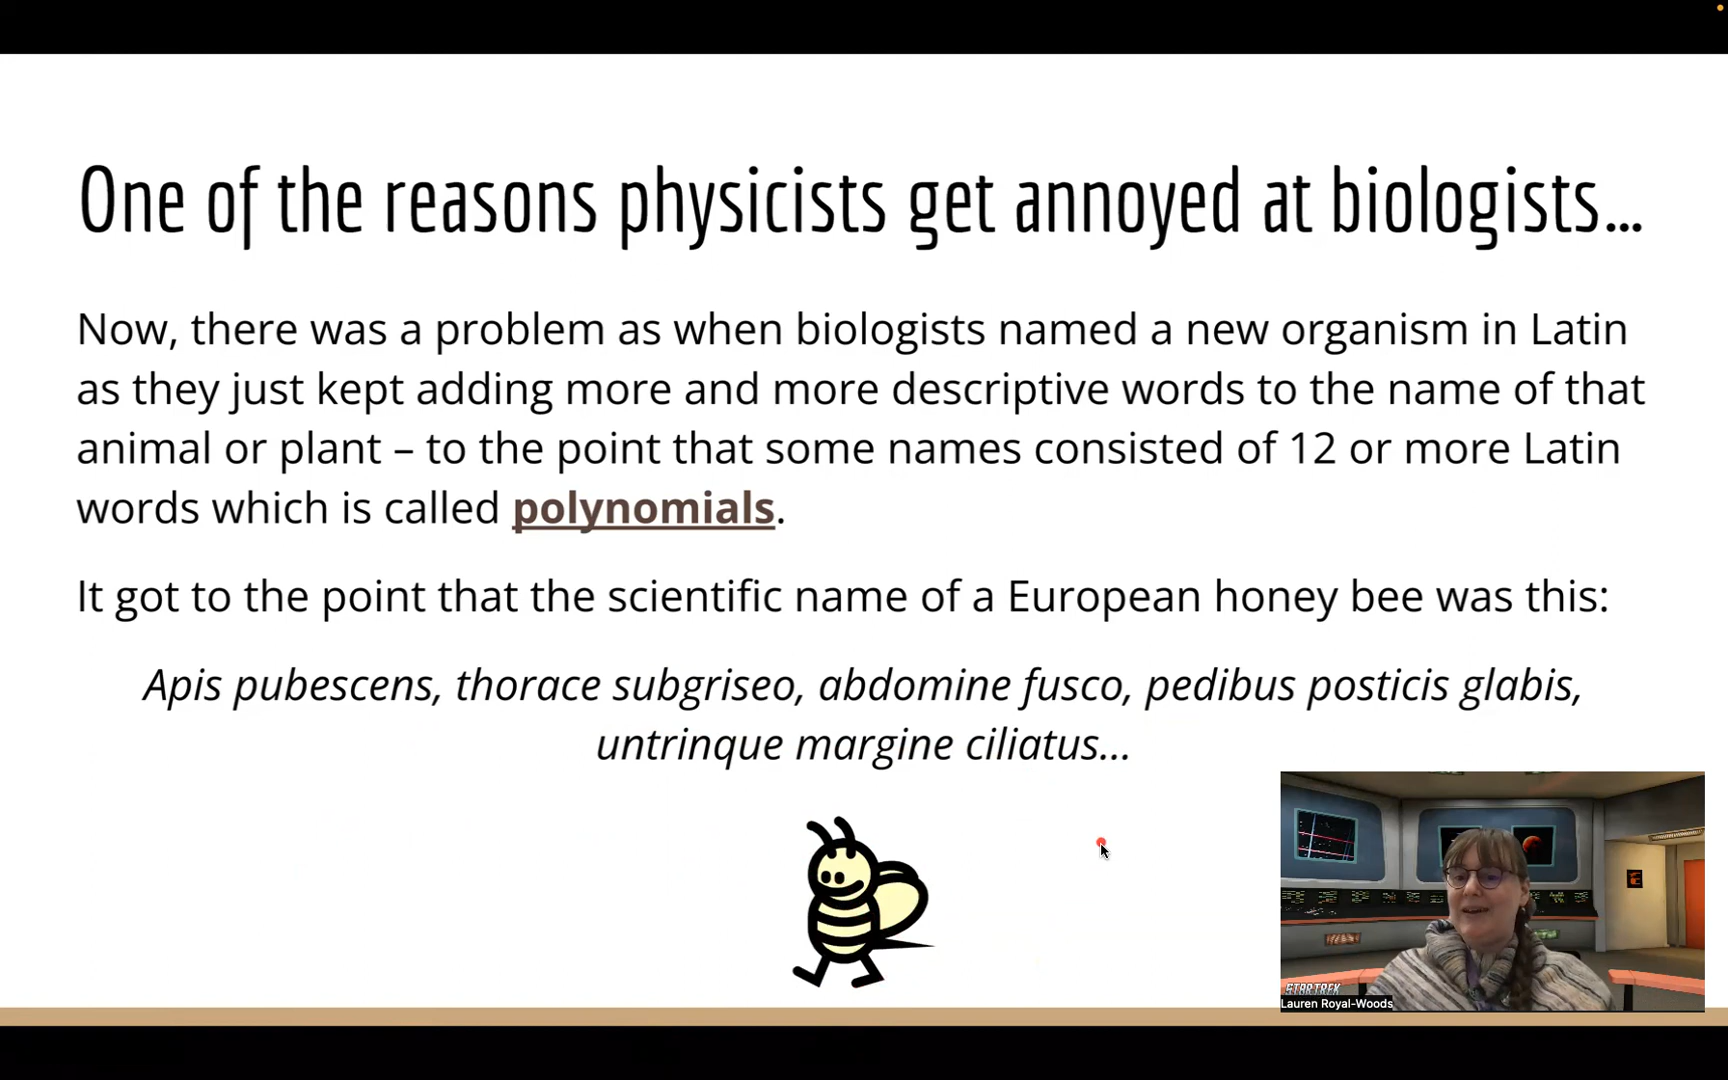 One of the reasons physicists get annoyed at biologists...
Now, there was a problem as when biologists named a new organism in Latin
as they just kept adding more and more descriptive words to the name of that
animal or plant – to the point that some names consisted of 12 or more Latin
words which is called polynomials.
It got to the point that the scientific name of a European honey bee was this:
Apis pubescens, thorace subgriseo, abdomine fusco, pedibus posticis glabis,
untrinque margine ciliatus...
STAR TREK
Lauren Royal-Woods